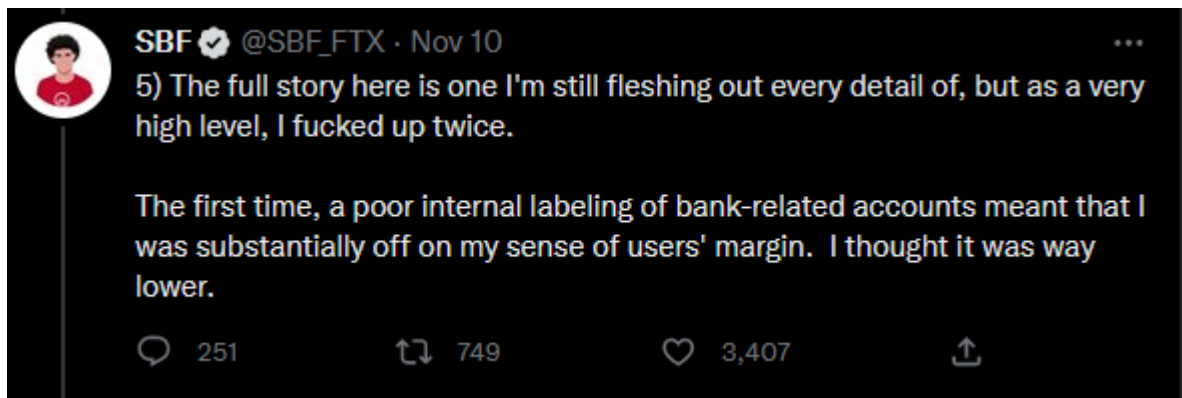 SBF @SBF_FTX · Nov 10
5) The full story here is one I'm still fleshing out every detail of, but as a very
high level, I fucked up twice.
The first time, a poor internal labeling of bank-related accounts meant that I
was substantially off on my sense of users' margin.  I thought it was way
lower.
251 749 3,407